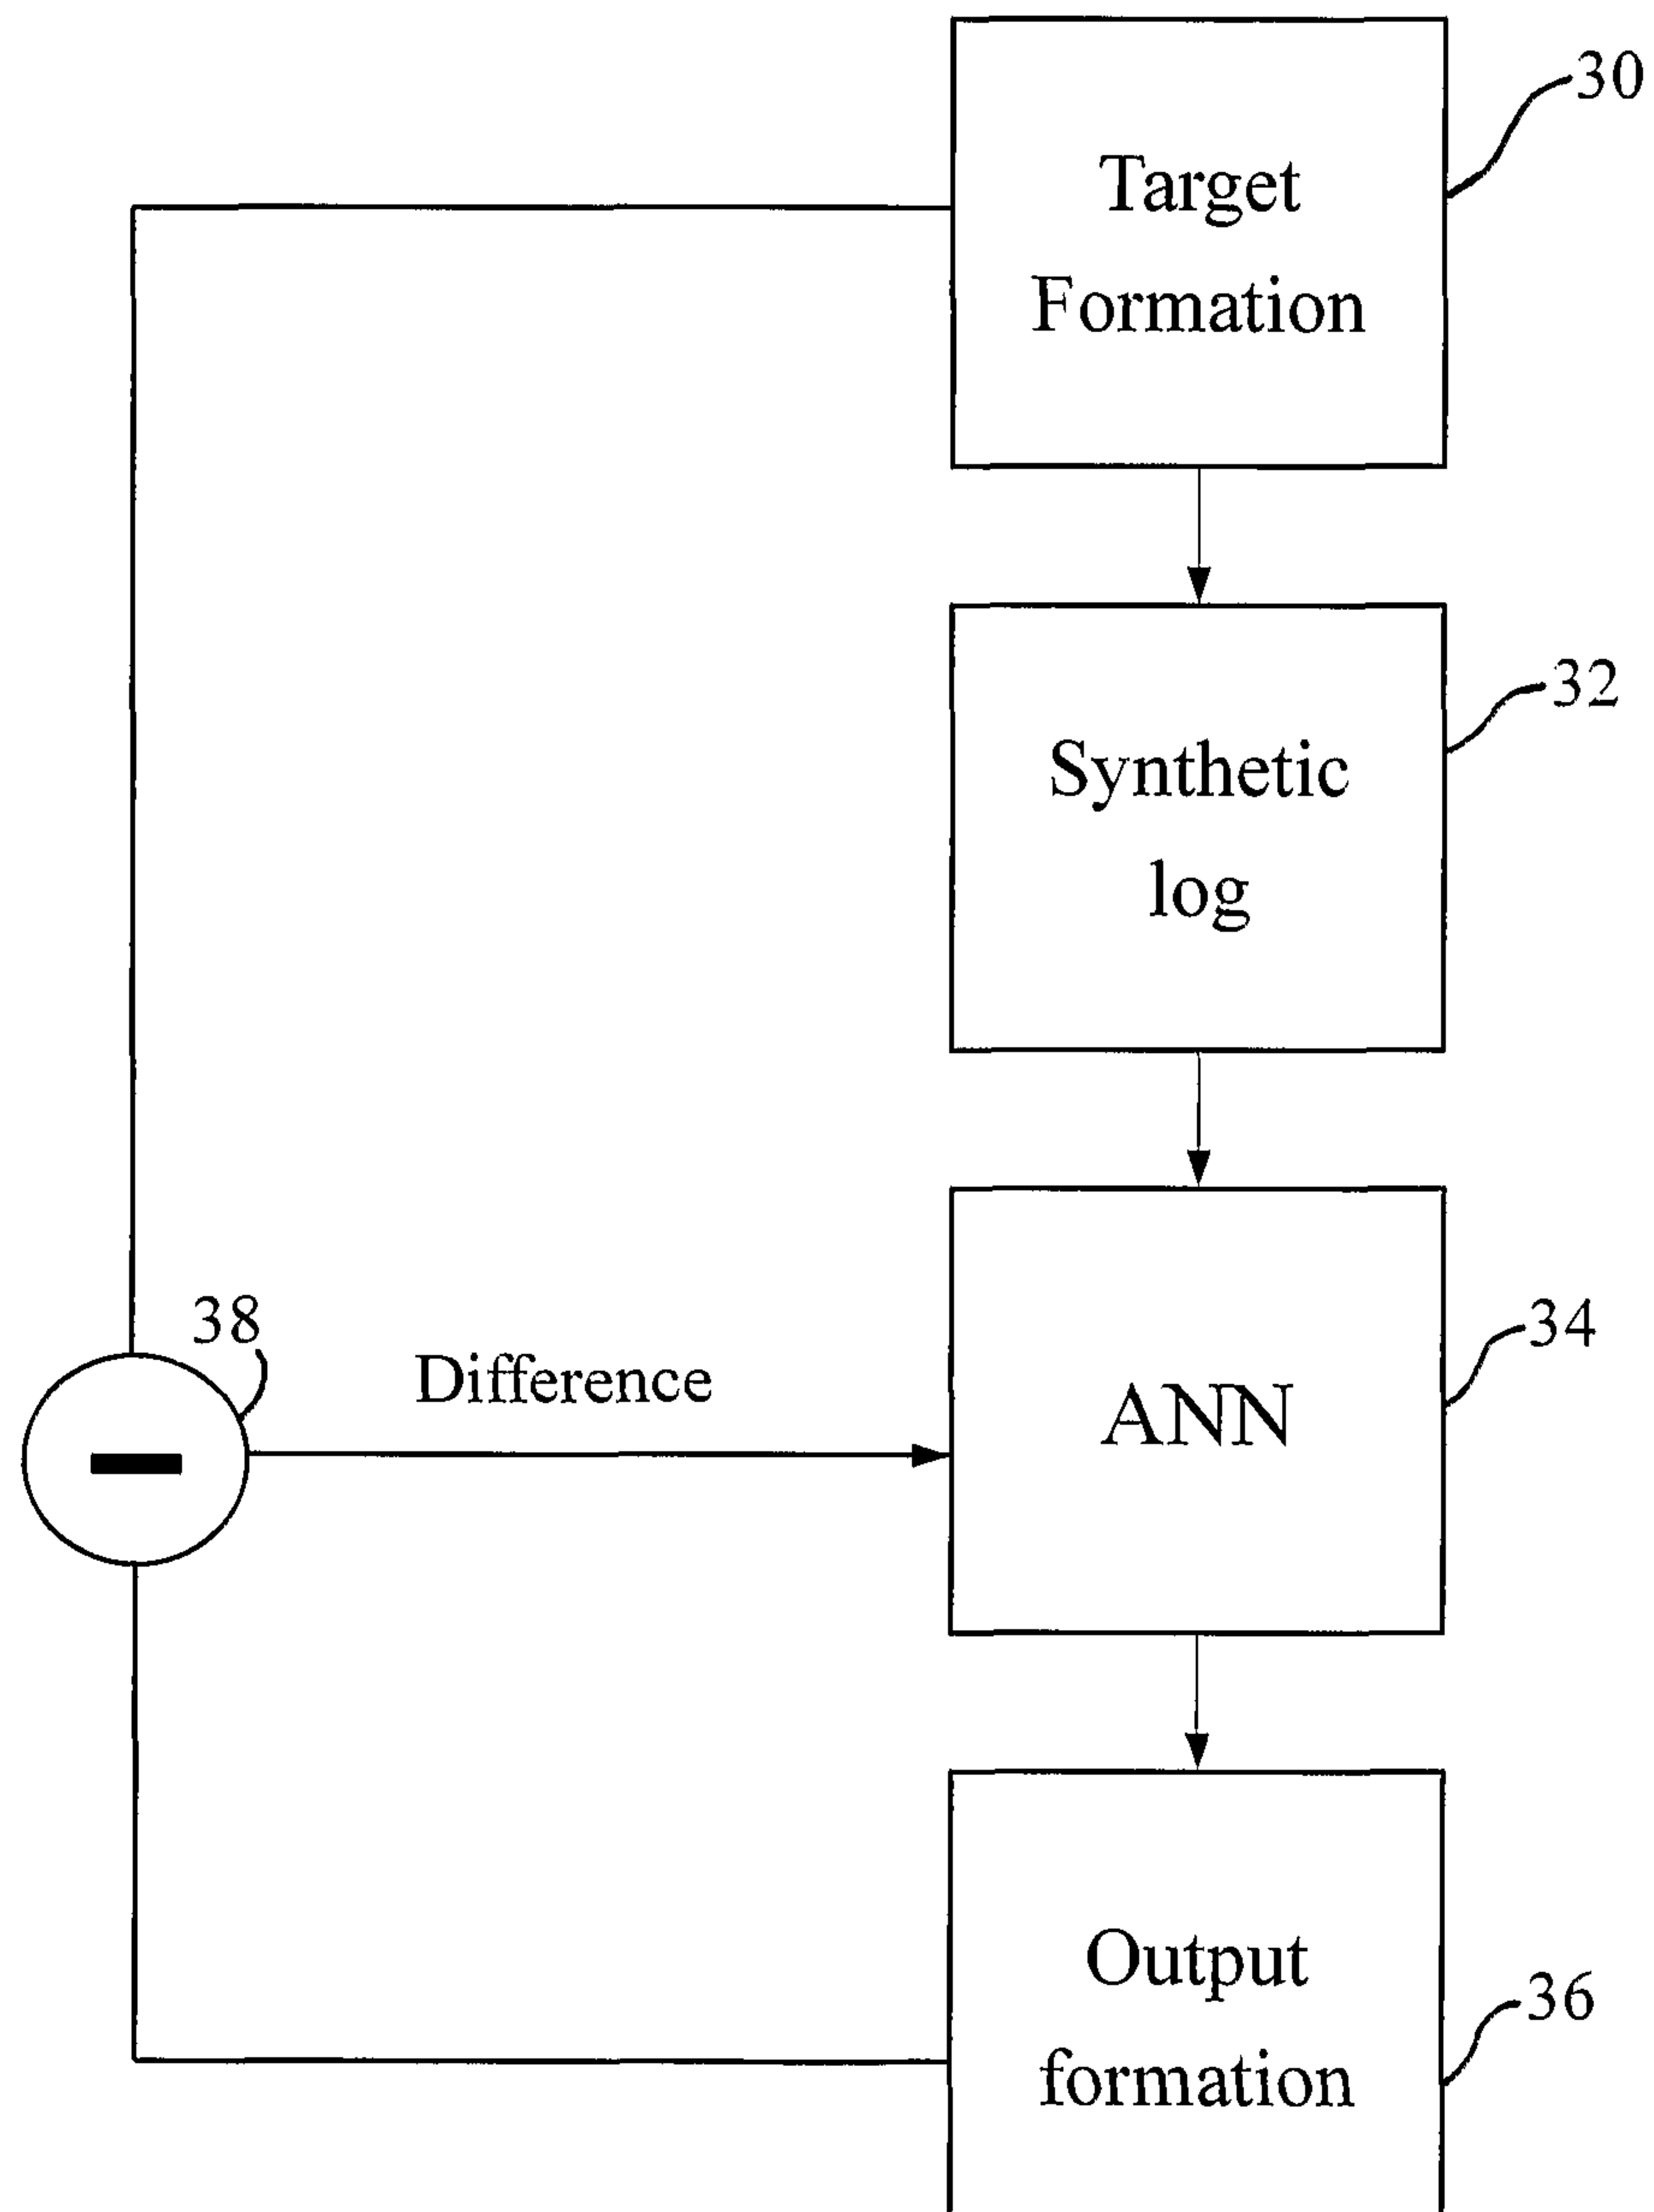 30
Target
Formation
32
Synthetic
log
38
Difference
34
ANN
Output
formation
36